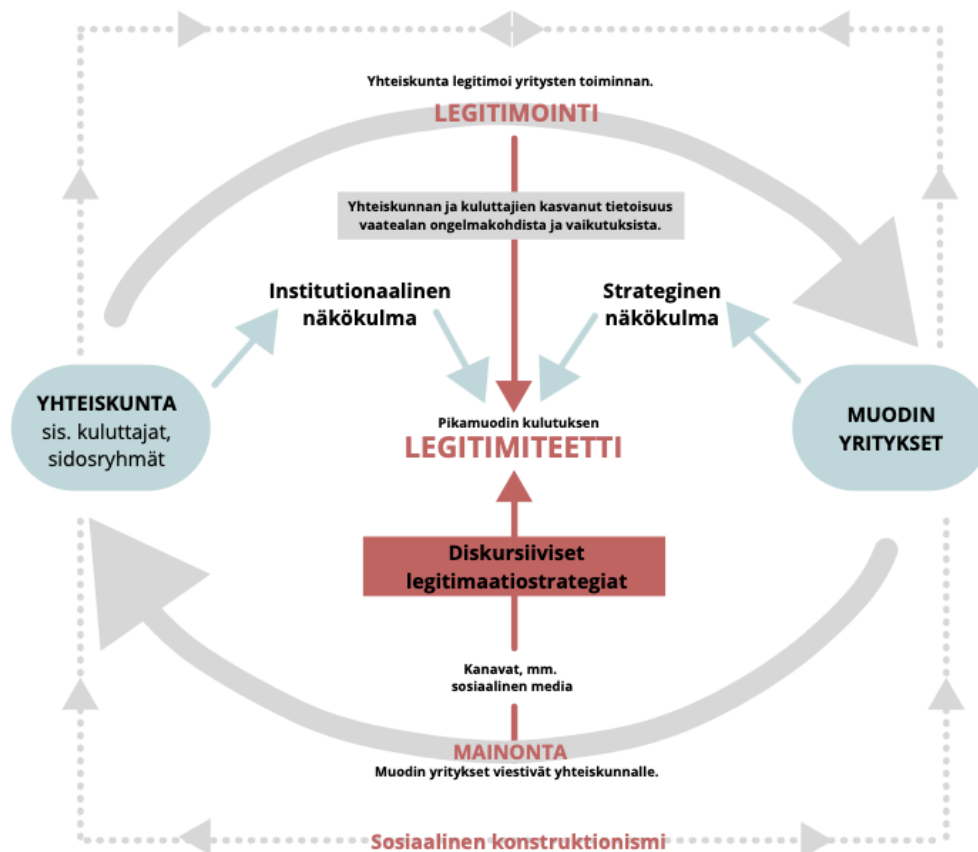 Yhteiskunta legitimoi yritysten toiminnan.
LEGITIMOINTI
Yhteiskunnan ja kuluttajien kasvanut tietoisuus
vaatealan ongelmakohdista ja vaikutuksista.
Institutionaalinen
näkökulma
Strateginen
näkökulma
YHTEISKUNTA
sis. kuluttajat,
sidosryhmät
Pikamuodin kulutuksen
LEGITIMITEETTI
MUODIN
YRITYKSET
Diskursiiviset
legitimaatiostrategiat
Kanavat, mm.
sosiaalinen media
MAINONTA
Muodin yritykset viestivät yhteiskunnalle.
Sosiaalinen konstruktionismi